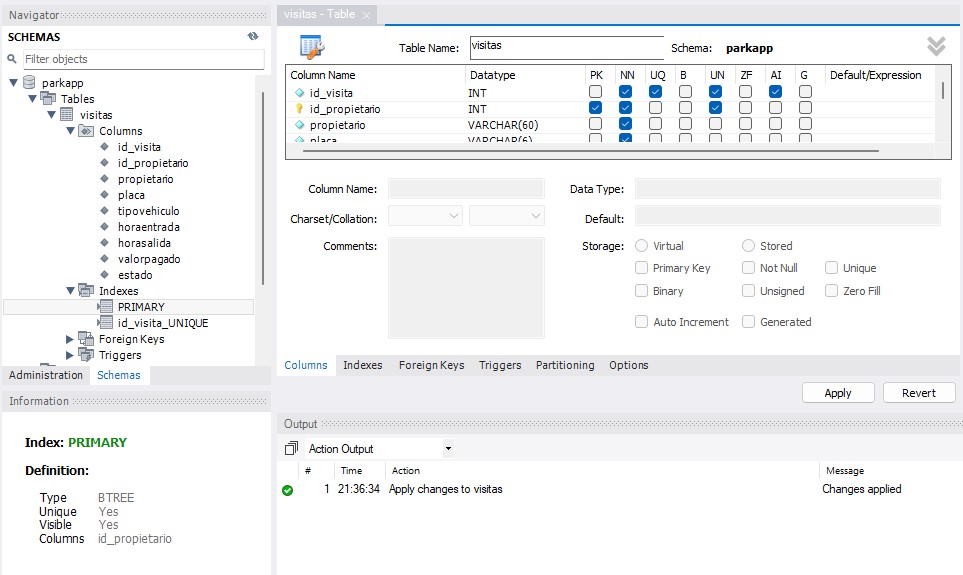 Navigator
SCHEMAS
Filter objects
parkapp
Tables
visitas
Columns
id_visita
id_propietario
propietario
placa
tipovehiculo
horaentrada
horasalida
valorpagado
estado
Indexes
PRIMARY
id_visita_UNIQUE
Foreign Keys
Triggers
Administration Schemas
Information
Index: PRIMARY
Definition:
Type BTREE
Unique Yes
Visible Yes
Columns id_propietario
visitas - Table
Table Name: visitas Schema: parkapp
Column Name Datatype PK NN UQ B UN ZF AI G Default/Expression
id_visita INT
id_propietario INT
propietario VARCHAR(60)
placa VARCHAR(6)
Column Name: Data Type:
Charset/Collation: Default:
Comments: Storage: Virtual Stored
Primary Key Not Null Unique
Binary Unsigned Zero Fill
Auto Increment Generated
Columns Indexes Foreign Keys Triggers Partitioning Options
Apply Revert
Output
Action Output
# Time Action Message
1 21:36:34 Apply changes to visitas Changes applied